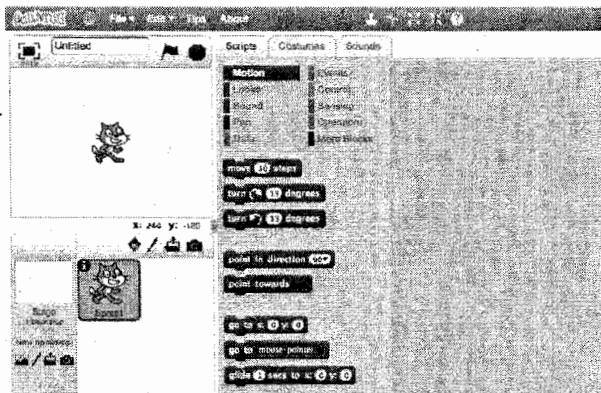 File Edit Tips About
Untitled
Scripts Costumes Sounds
Motion Events
Looks Control
Sound Sensing
Pen Operators
Data More Blocks
move 10 steps
turn 15 degrees
turn 15 degrees
X: 240 Y: -180
point in direction 90
point towards
go to x: 0 y: 0
go to mouse-pointer
glide 1 secs to x: 0 y: 0
Stage